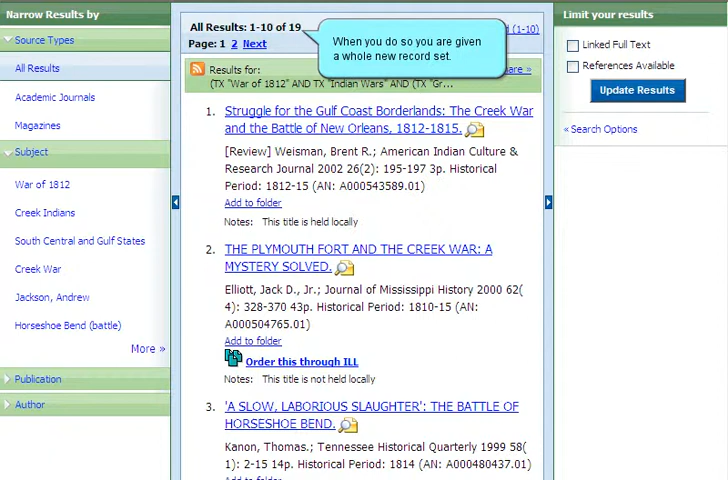 Narrow Results by
Source Types
All Results
Academic Journals
Magazines
Subject
War of 1812
Creek Indians
South Central and Gulf States
Creek War
Jackson, Andrew
Horseshoe Bend (battle)
More »
Publication
Author
All Results: 1-10 of 19
(1-10)
Page: 1 2 Next
When you do so you are given
a whole new record set.
Results for:
(TX "War of 1812" AND TX "Indian Wars" AND (TX "Gr...
1. Struggle for the Gulf Coast Borderlands: The Creek War
and the Battle of New Orleans, 1812-1815.
[Review] Weisman, Brent R.; American Indian Culture &
Research Journal 2002 26(2): 195-197 3p. Historical
Period: 1812-15 (AN: A000543589.01)
Add to folder
Notes: This title is held locally
2. THE PLYMOUTH FORT AND THE CREEK WAR: A
MYSTERY SOLVED.
Elliott, Jack D., Jr.; Journal of Mississippi History 2000 62(
4): 328-370 43p. Historical Period: 1810-15 (AN:
A000504765.01)
Add to folder
Order this through ILL
Notes: This title is not held locally
3. 'A SLOW, LABORIOUS SLAUGHTER': THE BATTLE OF
HORSESHOE BEND.
Kanon, Thomas.; Tennessee Historical Quarterly 1999 58(
1): 2-15 14p. Historical Period: 1814 (AN: A000480437.01)
Limit your results
Linked Full Text
References Available
Update Results
« Search Options